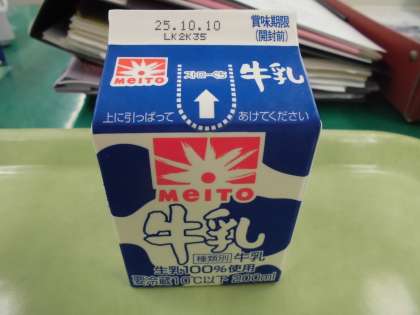 25.10.10
LK2K35
賞味期限
(開封前)
MEITO
ストロー口
牛乳
上に引っぱって
あけてください
MEITO
牛乳
種類別 牛乳
生乳100%使用
要冷蔵10℃以下 200ml